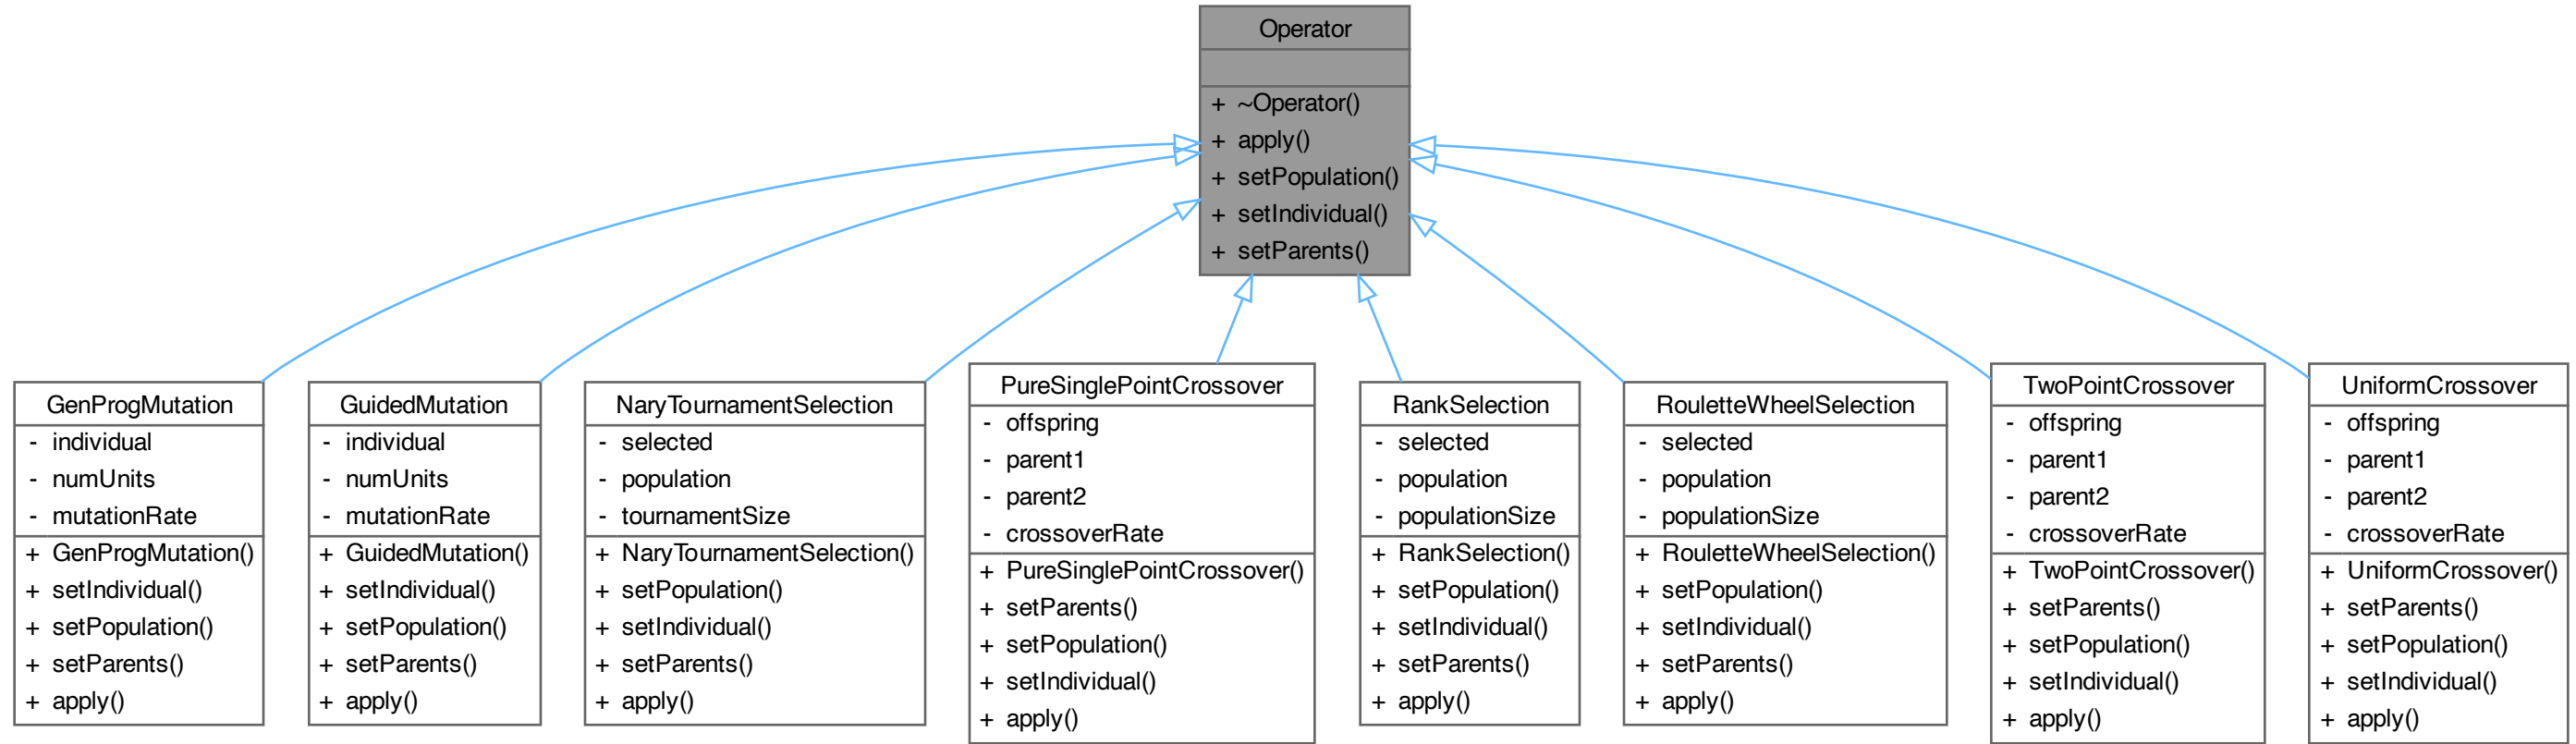 Operator
+ ~Operator()
+ apply()
+ setPopulation()
+ setIndividual()
+ setParents()
GenProgMutation
- individual
- numUnits
- mutationRate
+ GenProgMutation()
+ setIndividual()
+ setPopulation()
+ setParents()
+ apply()
GuidedMutation
- individual
- numUnits
- mutationRate
+ GuidedMutation()
+ setIndividual()
+ setPopulation()
+ setParents()
+ apply()
NaryTournamentSelection
- selected
- population
- tournamentSize
+ NaryTournamentSelection()
+ setPopulation()
+ setIndividual()
+ setParents()
+ apply()
PureSinglePointCrossover
- offspring
- parent1
- parent2
- crossoverRate
+ PureSinglePointCrossover()
+ setParents()
+ setPopulation()
+ setIndividual()
+ apply()
RankSelection
- selected
- population
- populationSize
+ RankSelection()
+ setPopulation()
+ setIndividual()
+ setParents()
+ apply()
RouletteWheelSelection
- selected
- population
- populationSize
+ RouletteWheelSelection()
+ setPopulation()
+ setIndividual()
+ setParents()
+ apply()
TwoPointCrossover
- offspring
- parent1
- parent2
- crossoverRate
+ TwoPointCrossover()
+ setParents()
+ setPopulation()
+ setIndividual()
+ apply()
UniformCrossover
- offspring
- parent1
- parent2
- crossoverRate
+ UniformCrossover()
+ setParents()
+ setPopulation()
+ setIndividual()
+ apply()